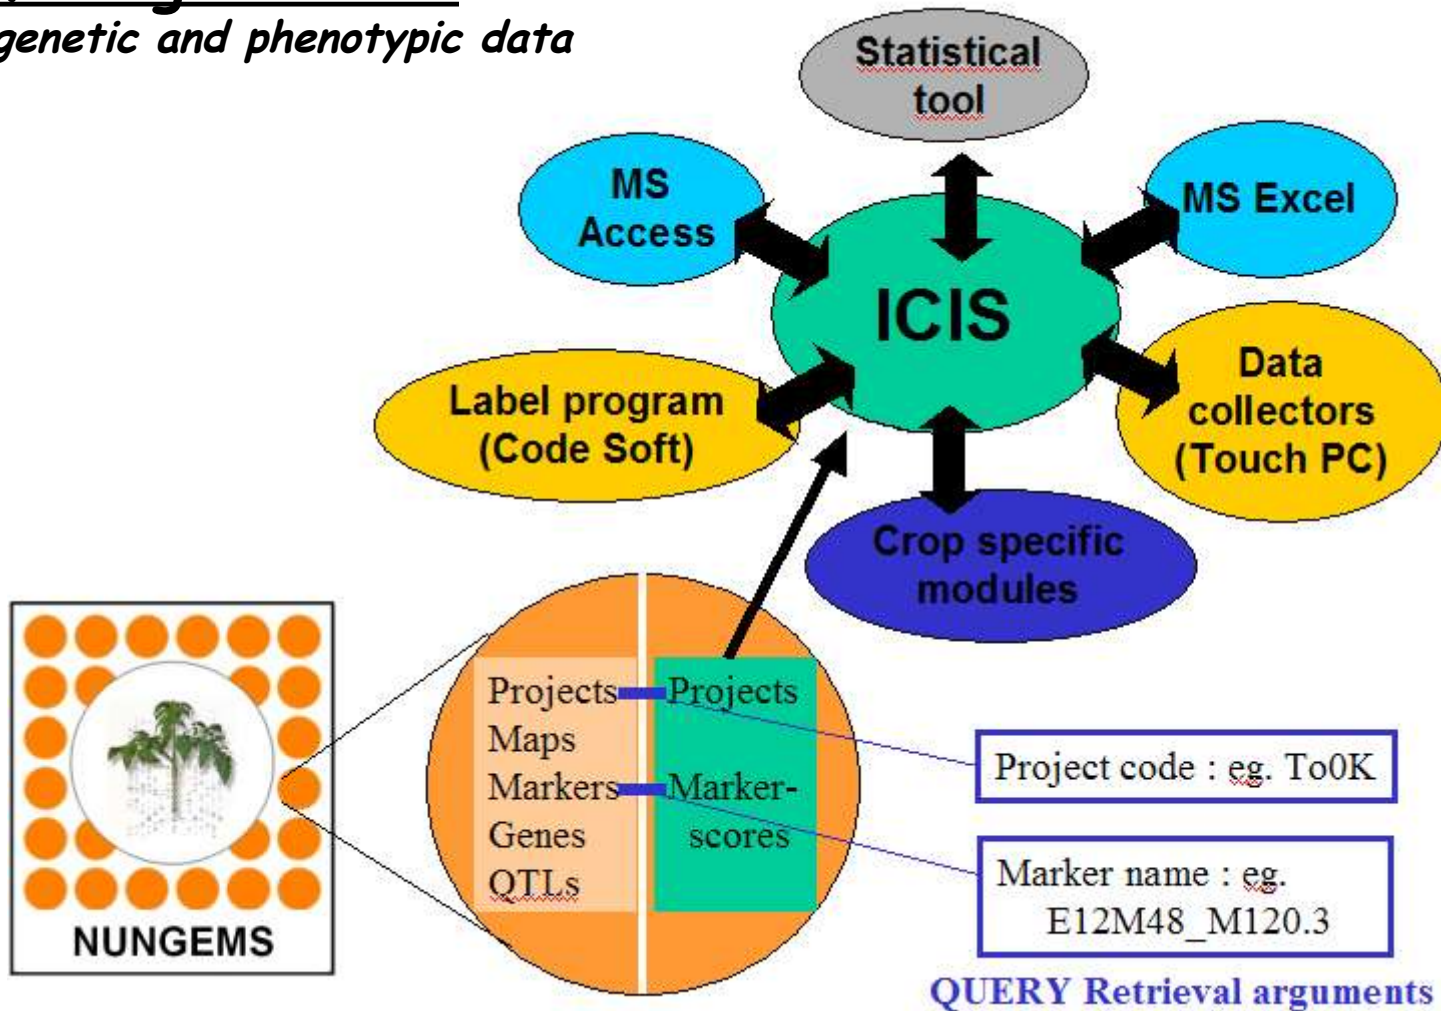 genetic and phenotypic data
Statistical
tool
MS
Access
MS Excel
ICIS
Label program
(Code Soft)
Data
collectors
(Touch PC)
Crop specific
modules
Projects
Maps
Markers
Genes
QTLs
Projects
Marker-
scores
Project code : eg. To0K
Marker name : eg.
E12M48_M120.3
QUERY Retrieval arguments
NUNGEMS